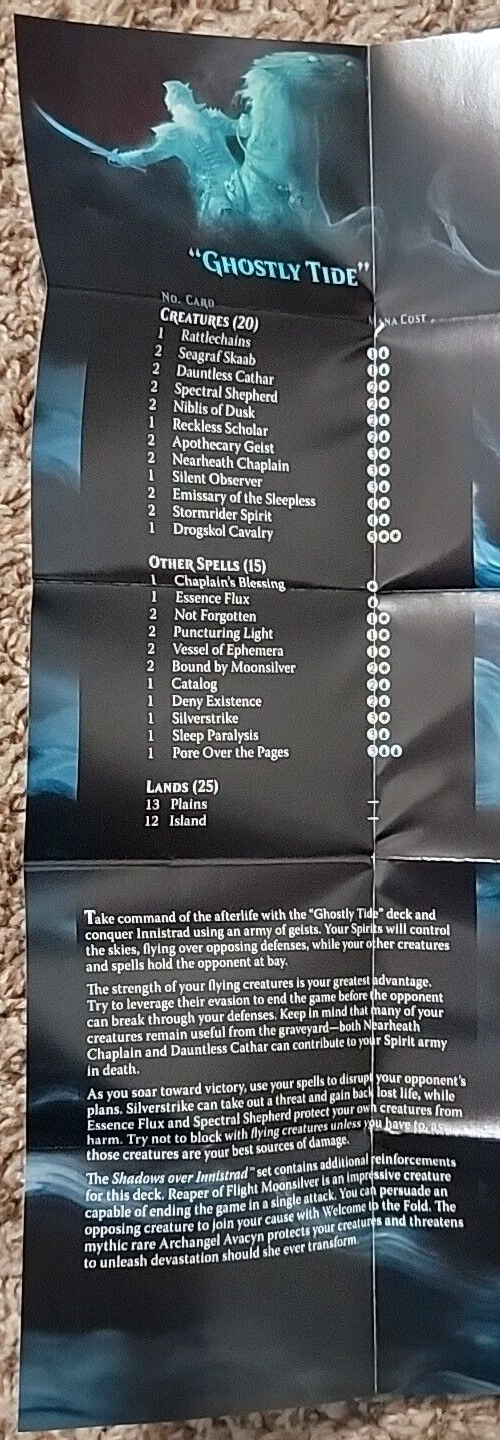 "GHOSTLY TIDE"
NO. CARD MANA COST
CREATURES (20)
1 Rattlechains
2 Seagraf Skaab
2 Dauntless Cathar
2 Spectral Shepherd
2 Niblis of Dusk
1 Reckless Scholar
2 Apothecary Geist
2 Nearheath Chaplain
1 Silent Observer
2 Emissary of the Sleepless
2 Stormrider Spirit
1 Drogskol Cavalry
OTHER SPELLS (15)
1 Chaplain's Blessing
1 Essence Flux
2 Not Forgotten
2 Puncturing Light
2 Vessel of Ephemera
2 Bound by Moonsilver
1 Catalog
1 Deny Existence
1 Silverstrike
1 Sleep Paralysis
1 Pore Over the Pages
LANDS (25)
13 Plains –
12 Island –
Take command of the afterlife with the "Ghostly Tide" deck and
conquer Innistrad using an army of geists. Your Spirits will control
the skies, flying over opposing defenses, while your other creatures
and spells hold the opponent at bay.
The strength of your flying creatures is your greatest advantage.
Try to leverage their evasion to end the game before the opponent
can break through your defenses. Keep in mind that many of your
creatures remain useful from the graveyard—both Nearheath
Chaplain and Dauntless Cathar can contribute to your Spirit army
in death.
As you soar toward victory, use your spells to disrupt your opponent's
plans. Silverstrike can take out a threat and gain back lost life, while
Essence Flux and Spectral Shepherd protect your own creatures from
harm. Try not to block with flying creatures unless you have to, as
those creatures are your best sources of damage.
The Shadows over Innistrad™ set contains additional reinforcements
for this deck. Reaper of Flight Moonsilver is an impressive creature
capable of ending the game in a single attack. You can persuade an
opposing creature to join your cause with Welcome to the Fold. The
mythic rare Archangel Avacyn protects your creatures and threatens
to unleash devastation should she ever transform.